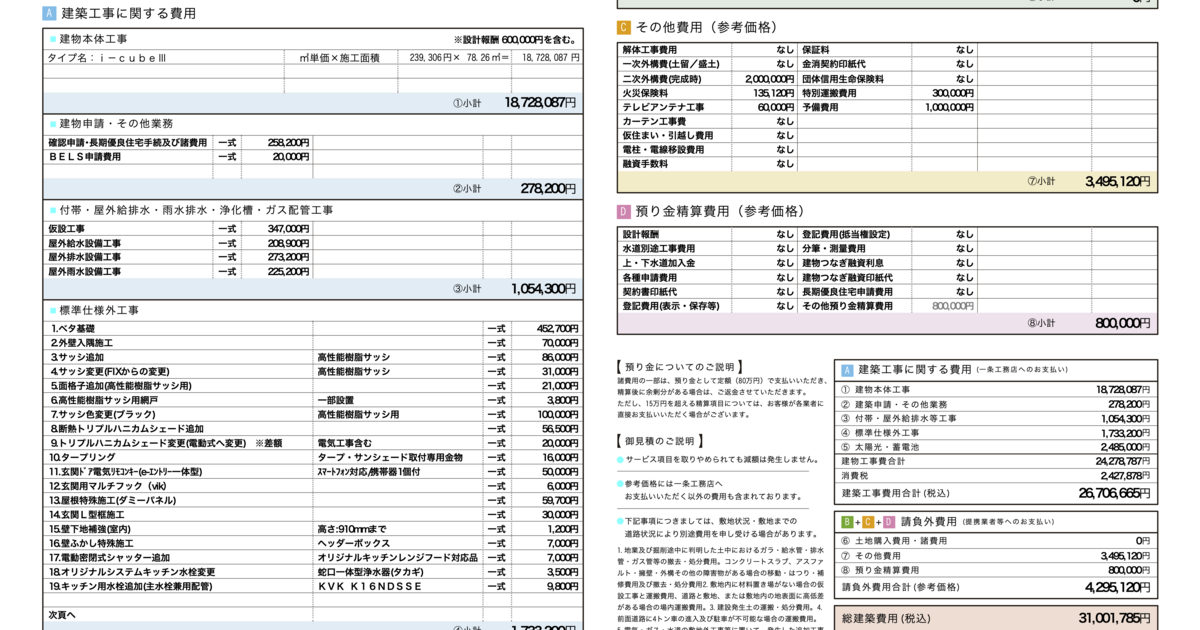 A 建築工事に関する費用
建物本体工事 ※設計報酬 600,000円を含む。
タイプ名：ｉ－ｃｕｂｅⅢ ㎡単価×施工面積 239,306円× 78.26㎡＝ 18,728,087円
①小計 18,728,087円
建物申請・その他業務
確認申請・長期優良住宅手続及び諸費用 一式 258,200円
ＢＥＬＳ申請費用 一式 20,000円
②小計 278,200円
付帯・屋外給排水・雨水排水・浄化槽・ガス配管工事
仮設工事 一式 347,000円
屋外給水設備工事 一式 208,900円
屋外排水設備工事 一式 273,200円
屋外雨水設備工事 一式 225,200円
③小計 1,054,300円
標準仕様外工事
1.ベタ基礎 一式 452,700円
2.外壁入隅施工 一式 70,000円
3.サッシ追加 高性能樹脂サッシ 一式 86,000円
4.サッシ変更(FIXからの変更) 高性能樹脂サッシ 一式 31,000円
5.面格子追加(高性能樹脂サッシ用) 一式 21,000円
6.高性能樹脂サッシ用網戸 一部設置 一式 3,800円
7.サッシ色変更(ブラック) 高性能樹脂サッシ用 一式 100,000円
8.断熱トリプルハニカムシェード追加 一式 56,500円
9.トリプルハニカムシェード変更(電動式へ変更) ※差額 電気工事含む 一式 20,000円
10.タープリング タープ・サンシェード取付専用金物 一式 16,000円
11.玄関ﾄﾞｱ電気ﾘﾓｺﾝｷｰ(e-ｴﾝﾄﾘｰ一体型) ｽﾏｰﾄﾌｫﾝ対応/携帯器1個付 一式 50,000円
12.玄関用マルチフック（vik） 一式 6,000円
13.屋根特殊施工(ダミーパネル) 一式 59,700円
14.玄関Ｌ型框施工 一式 30,000円
15.壁下地補強(室内) 高さ:910mmまで 一式 1,200円
16.壁ふかし特殊施工 ヘッダーボックス 一式 7,000円
17.電動密閉式シャッター追加 オリジナルキッチンレンジフード対応品 一式 7,000円
18.オリジナルシステムキッチン水栓変更 蛇口一体型浄水器(タカギ) 一式 3,500円
19.キッチン用水栓追加(主水栓兼用配管) ＫＶＫ Ｋ１６ＮＤＳＳＥ 一式 9,800円
次頁へ
④小計 1,733,200円
C その他費用（参考価格）
解体工事費用 なし 保証料 なし
一次外構費(土留／盛土) なし 金消契約印紙代 なし
二次外構費(完成時) 2,000,000円 団体信用生命保険料 なし
火災保険料 135,120円 特別運搬費用 300,000円
テレビアンテナ工事 60,000円 予備費用 1,000,000円
カーテン工事費 なし
仮住まい・引越し費用 なし
電柱・電線移設費用 なし
融資手数料 なし
⑦小計 3,495,120円
D 預り金精算費用（参考価格）
設計報酬 なし 登記費用(抵当権設定) なし
水道別途工事費用 なし 分筆・測量費用 なし
上・下水道加入金 なし 建物つなぎ融資利息 なし
各種申請費用 なし 建物つなぎ融資印紙代 なし
契約書印紙代 なし 長期優良住宅申請費用 なし
登記費用(表示・保存等) なし その他預り金精算費用 800,000円
⑧小計 800,000円
【 預り金についてのご説明 】
諸費用の一部は、預り金として定額（80万円）で支払いいただき、
精算後に余剰分がある場合は、ご返金させていただきます。
ただし、15万円を超える精算項目については、お客様が各業者に
直接お支払いいただく場合がございます。
【 御見積のご説明 】
サービス項目を取りやめられても減額は発生しません。
参考価格には一条工務店へ
お支払いいただく以外の費用も含まれております。
下記事項につきましては、敷地状況・敷地までの
道路状況により別途費用を申し受ける場合があります。
1. 地業及び掘削途中に判明した土中におけるガラ・給水管・排水
管・ガス管等の撤去・処分費用。コンクリートスラブ、アスファ
ルト・擁壁・外構その他の障害物がある場合の移動・はつり・補
修費用及び撤去・処分費用2. 敷地内に材料置き場がない場合の仮
設工事と運搬費用、道路と敷地、または敷地内の地表面に高低差
がある場合の場内運搬費用。3. 建設発生土の運搬・処分費用。4.
前面道路に4トン車の進入及び駐車が不可能な場合の運搬費用。
A 建築工事に関する費用 (一条工務店へのお支払い)
① 建物本体工事 18,728,087円
② 建築申請・その他業務 278,200円
③ 付帯・屋外給排水等工事 1,054,300円
④ 標準仕様外工事 1,733,200円
⑤ 太陽光・蓄電池 2,485,000円
建物工事費合計 24,278,787円
消費税 2,427,878円
建築工事費用合計 (税込) 26,706,665円
B + C + D 請負外費用 (提携業者等へのお支払い)
⑥ 土地購入費用・諸費用 0円
⑦ その他費用 3,495,120円
⑧ 預り金精算費用 800,000円
請負外費用合計 (参考価格) 4,295,120円
総建築費用 (税込) 31,001,785円